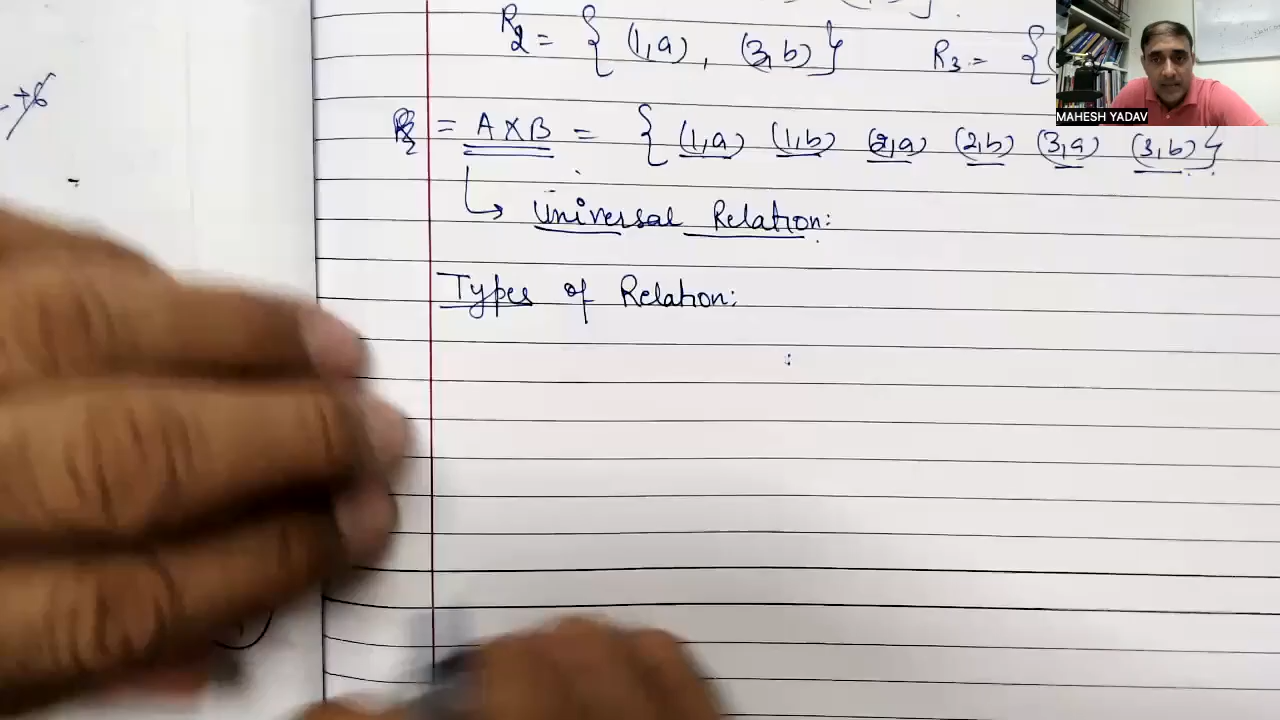 R2 = { (1,a) , (3,b) } R3 = {
= A×B = { (1,a) (1,b) (2,a) (2,b) (3,a) (3,b) }
Universal Relation:
Types of Relation:
MAHESH YADAV